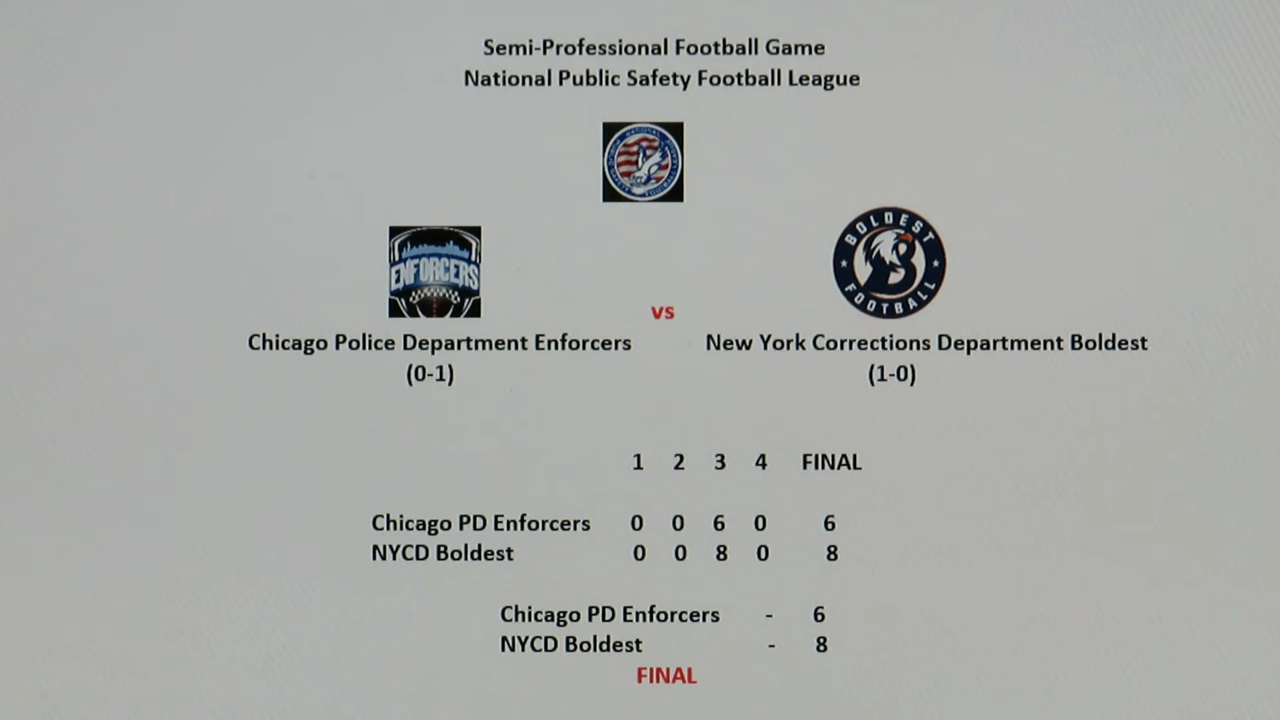 Semi-Professional Football Game
National Public Safety Football League
ENFORCERS
BOLDEST
FOOTBALL
vs
Chicago Police Department Enforcers
New York Corrections Department Boldest
(0-1)
(1-0)
1 2 3 4 FINAL
Chicago PD Enforcers 0 0 6 0 6
NYCD Boldest 0 0 8 0 8
Chicago PD Enforcers - 6
NYCD Boldest - 8
FINAL